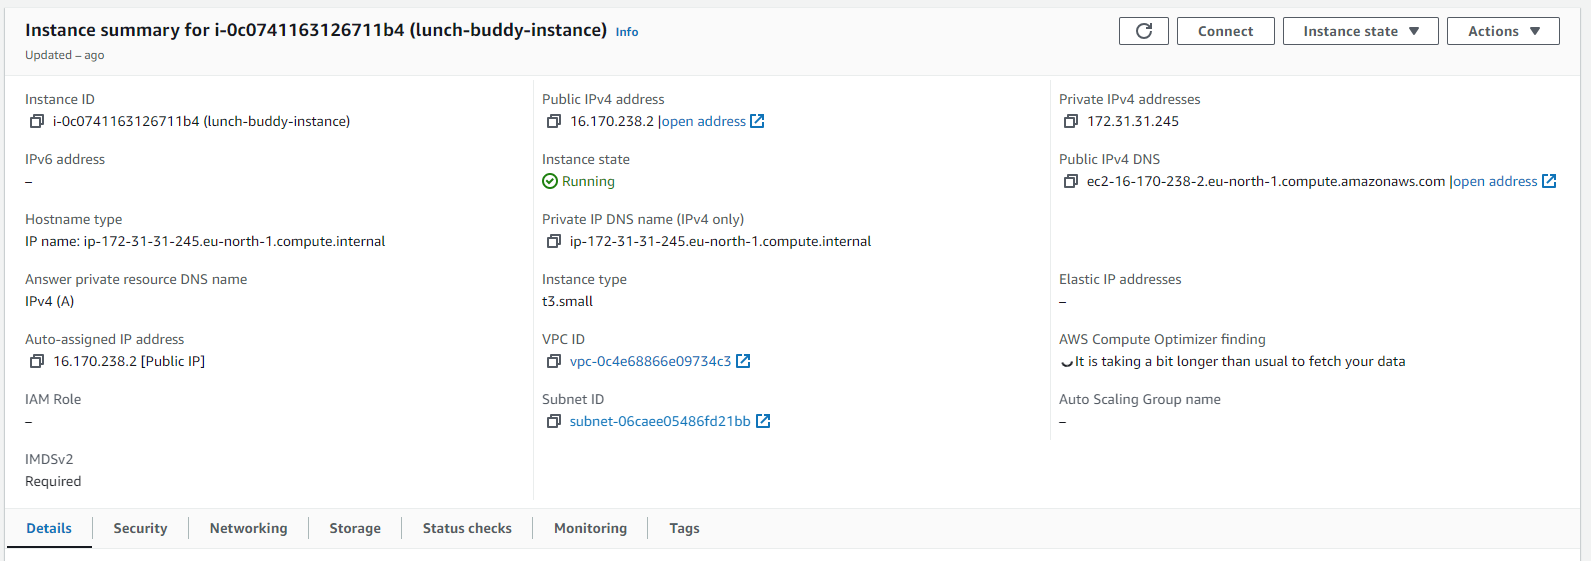 Instance summary for i-0c0741163126711b4 (lunch-buddy-instance) Info
Updated – ago
Connect
Instance state
Actions
Instance ID
i-0c0741163126711b4 (lunch-buddy-instance)
Public IPv4 address
16.170.238.2 |open address
Private IPv4 addresses
172.31.31.245
IPv6 address
–
Instance state
Running
Public IPv4 DNS
ec2-16-170-238-2.eu-north-1.compute.amazonaws.com |open address
Hostname type
IP name: ip-172-31-31-245.eu-north-1.compute.internal
Private IP DNS name (IPv4 only)
ip-172-31-31-245.eu-north-1.compute.internal
Answer private resource DNS name
IPv4 (A)
Instance type
t3.small
Elastic IP addresses
–
Auto-assigned IP address
16.170.238.2 [Public IP]
VPC ID
vpc-0c4e68866e09734c3
AWS Compute Optimizer finding
It is taking a bit longer than usual to fetch your data
IAM Role
–
Subnet ID
subnet-06caee05486fd21bb
Auto Scaling Group name
–
IMDSv2
Required
Details
Security
Networking
Storage
Status checks
Monitoring
Tags